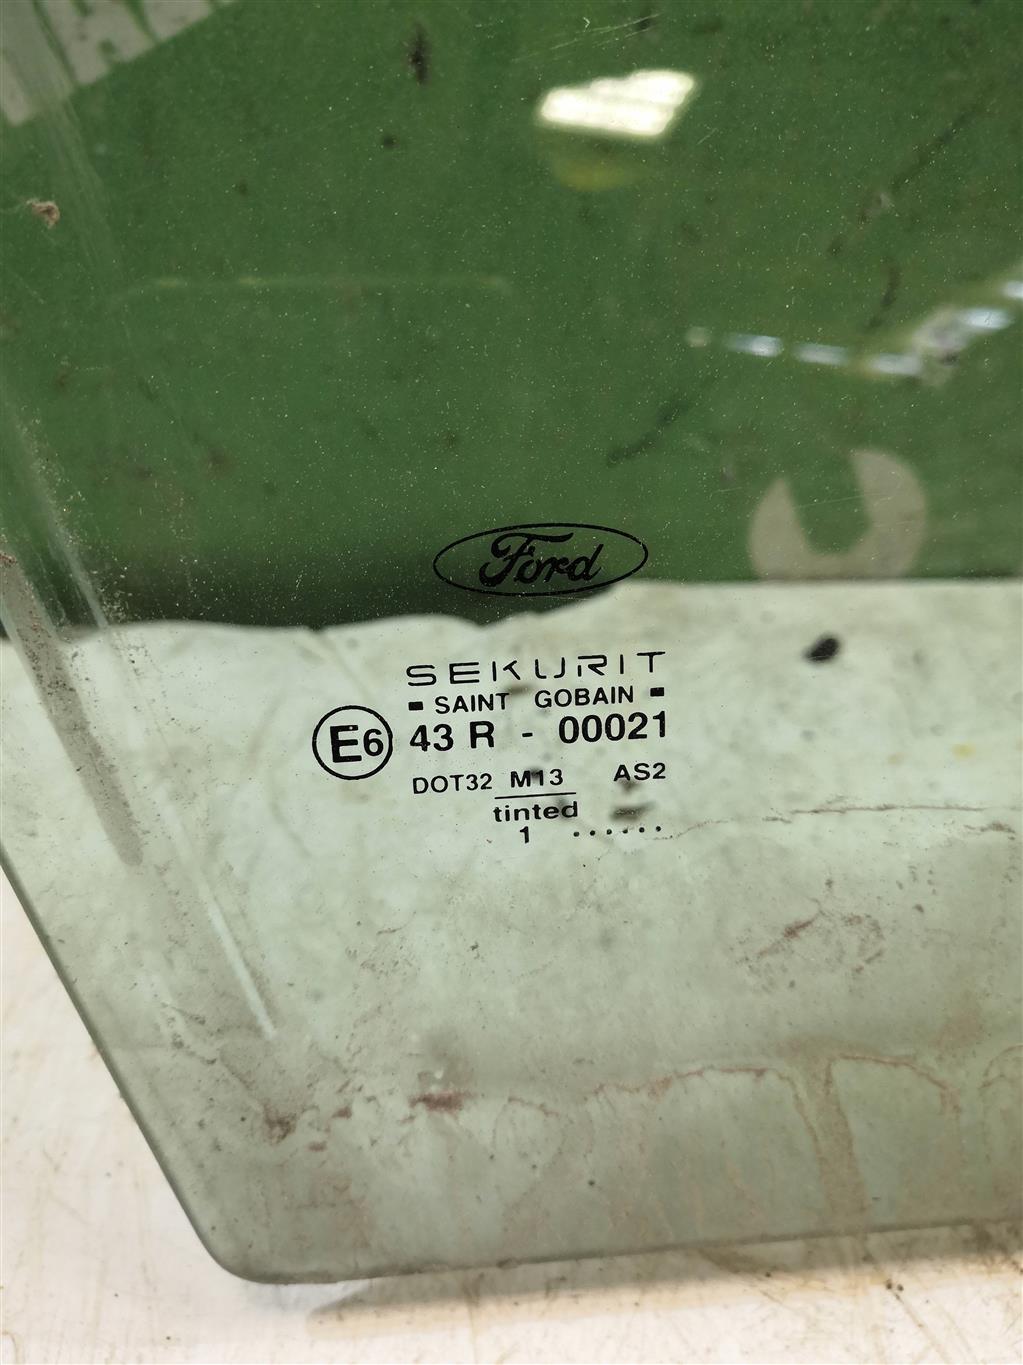 Ford
SEKURIT
- SAINT GOBAIN -
E6 43 R - 00021
DOT32 M13 AS2
tinted
1 ......